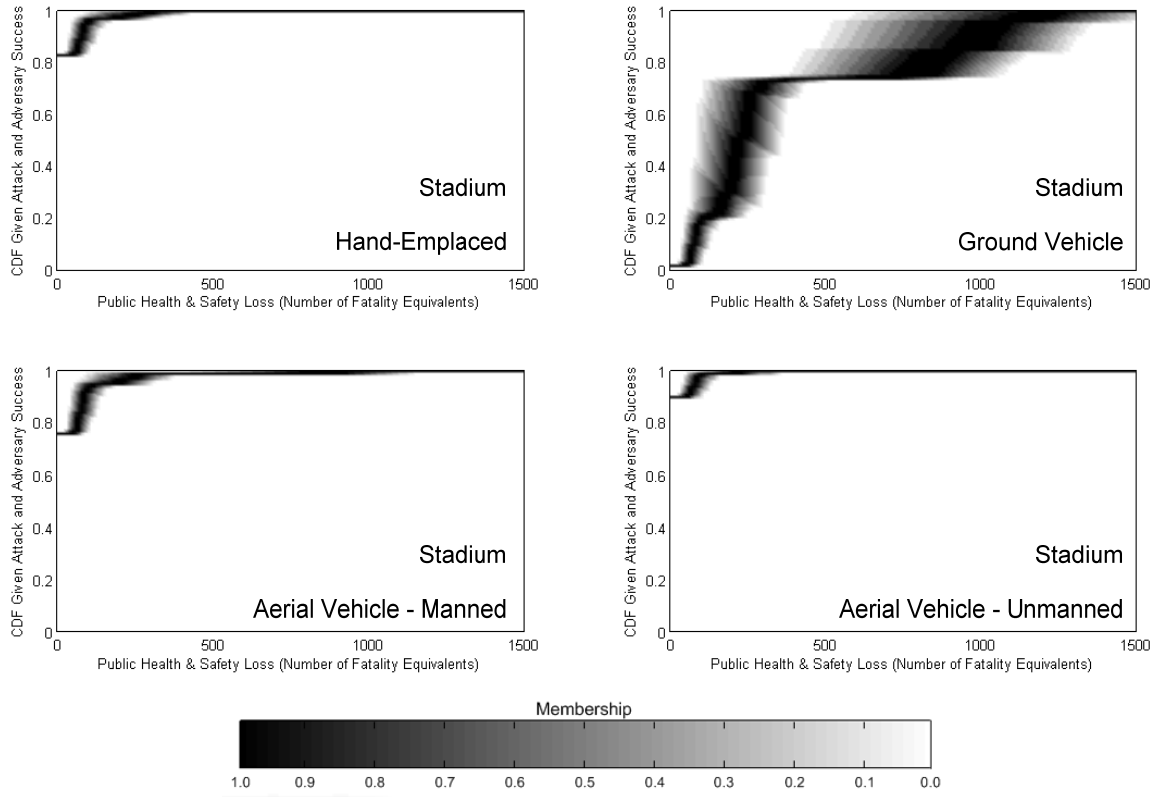 CDF Given Attack and Adversary Success
1
0.8
0.6
0.4
0.2
0
Stadium
Hand-Emplaced
0 500 1000 1500
Public Health & Safety Loss (Number of Fatality Equivalents)
CDF Given Attack and Adversary Success
1
0.8
0.6
0.4
0.2
0
Stadium
Ground Vehicle
0 500 1000 1500
Public Health & Safety Loss (Number of Fatality Equivalents)
CDF Given Attack and Adversary Success
1
0.8
0.6
0.4
0.2
0
Stadium
Aerial Vehicle - Manned
0 500 1000 1500
Public Health & Safety Loss (Number of Fatality Equivalents)
CDF Given Attack and Adversary Success
1
0.8
0.6
0.4
0.2
0
Stadium
Aerial Vehicle - Unmanned
0 500 1000 1500
Public Health & Safety Loss (Number of Fatality Equivalents)
Membership
1.0 0.9 0.8 0.7 0.6 0.5 0.4 0.3 0.2 0.1 0.0